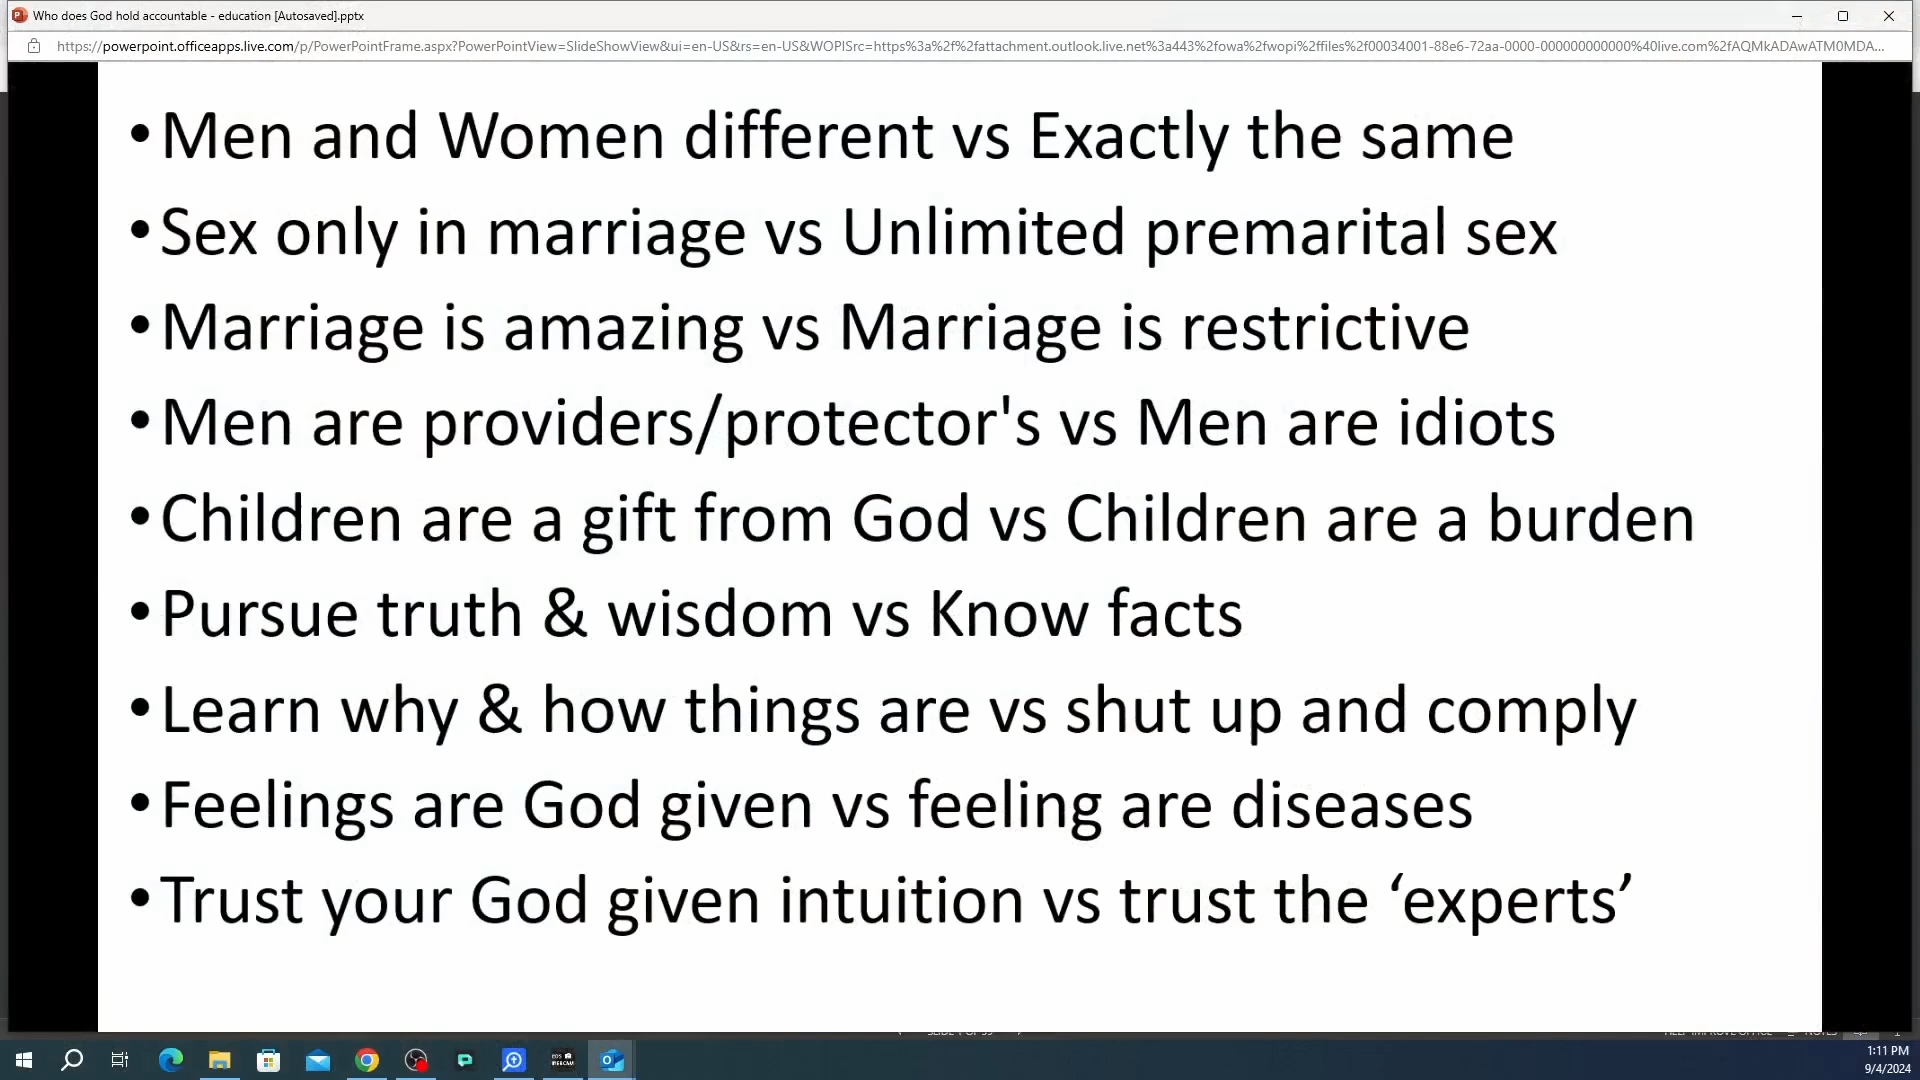 Who does God hold accountable - education [Autosaved].pptx
https://powerpoint.officeapps.live.com/p/PowerPointFrame.aspx?PowerPointView=SlideShowView&ui=en-US&rs=en-US&WOPISrc=https%3a%2f%2fattachment.outlook.live.net%3a443%2fowa%2fwopi%2ffiles%2f00034001-88e6-72aa-0000-000000000000%40live.com%2fAQMkADAwATM0MDA...
•Men and Women different vs Exactly the same
•Sex only in marriage vs Unlimited premarital sex
•Marriage is amazing vs Marriage is restrictive
•Men are providers/protector's vs Men are idiots
•Children are a gift from God vs Children are a burden
•Pursue truth & wisdom vs Know facts
•Learn why & how things are vs shut up and comply
•Feelings are God given vs feeling are diseases
•Trust your God given intuition vs trust the ‘experts’
1:11 PM
9/4/2024